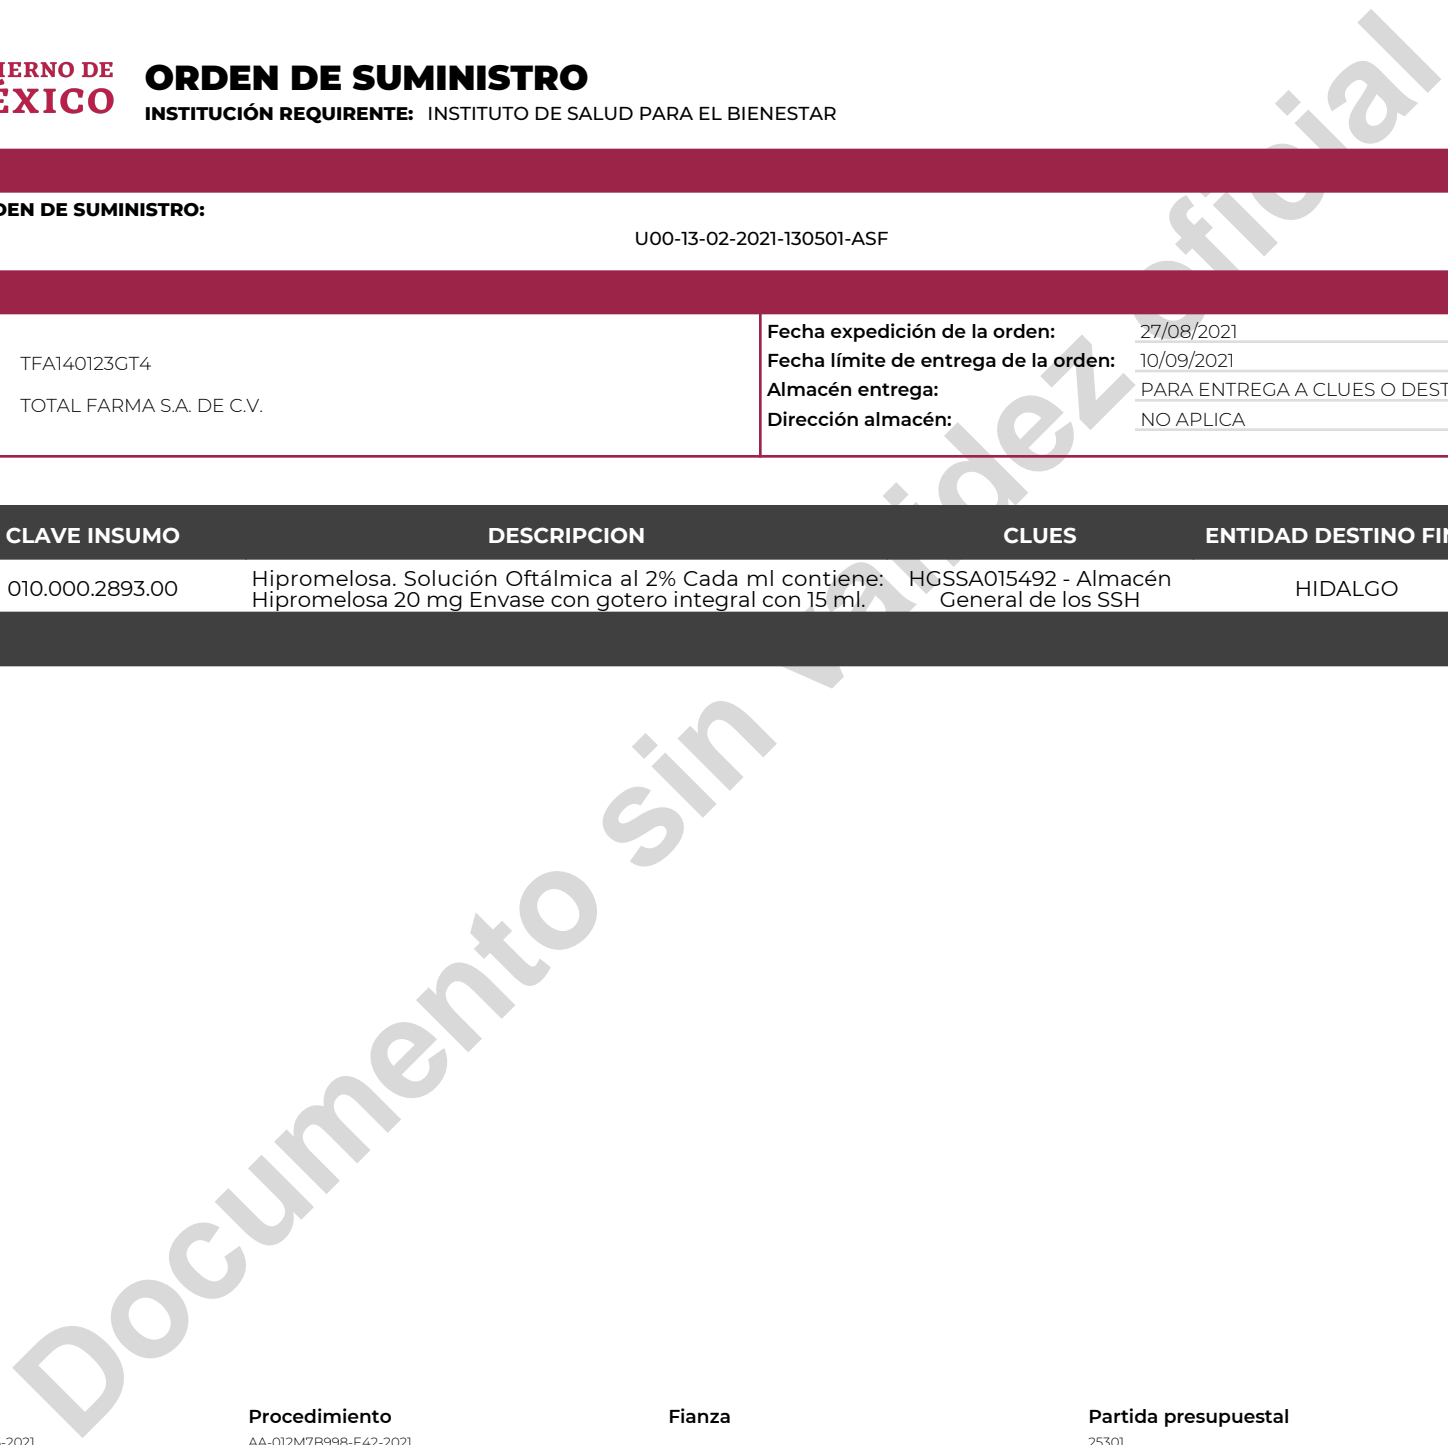 ORDEN DE SUMINISTRO
INSTITUCIÓN REQUIRENTE: INSTITUTO DE SALUD PARA EL BIENESTAR
DE SUMINISTRO:
U00-13-02-2021-130501-ASF
TFA140123GT4
TOTAL FARMA S.A. DE C.V.
Fecha expedición de la orden: 27/08/2021
Fecha límite de entrega de la orden: 10/09/2021
Almacén entrega: PARA ENTREGA A CLUES O DEST
Dirección almacén: NO APLICA
CLAVE INSUMO DESCRIPCION CLUES ENTIDAD DESTINO FIN
010.000.2893.00
Hipromelosa. Solución Oftálmica al 2% Cada ml contiene:
Hipromelosa 20 mg Envase con gotero integral con 15 ml.
HGSSA015492 - Almacén
General de los SSH
HIDALGO
Documento sin validez oficial
Procedimiento Fianza Partida presupuestal
-2021 AA-012M7B998-E42-2021 25301